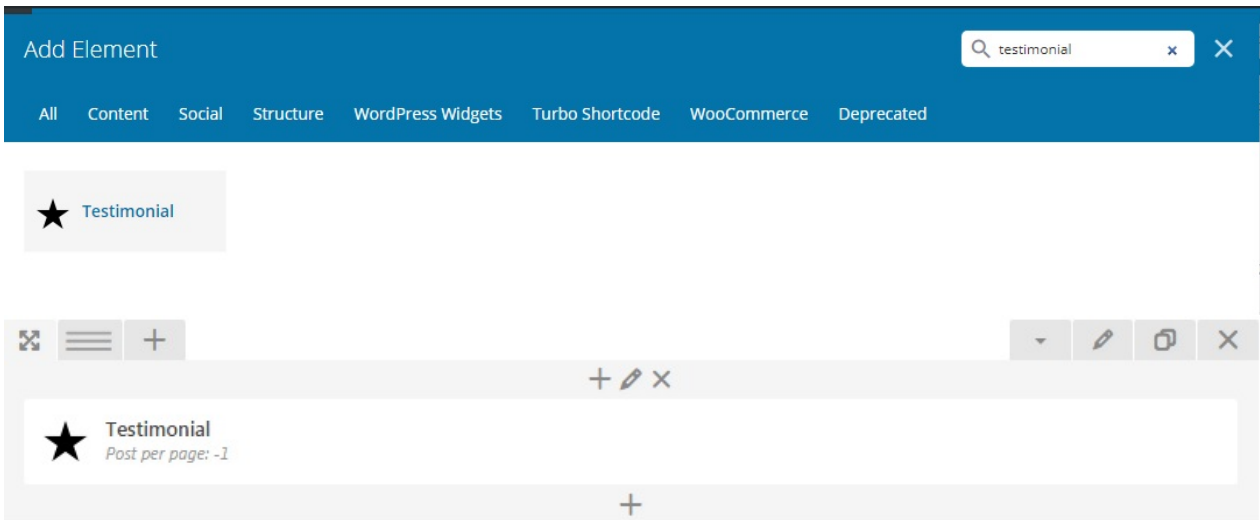 Add Element
testimonial
All Content Social Structure WordPress Widgets Turbo Shortcode WooCommerce Deprecated
Testimonial
Testimonial
Post per page: -1